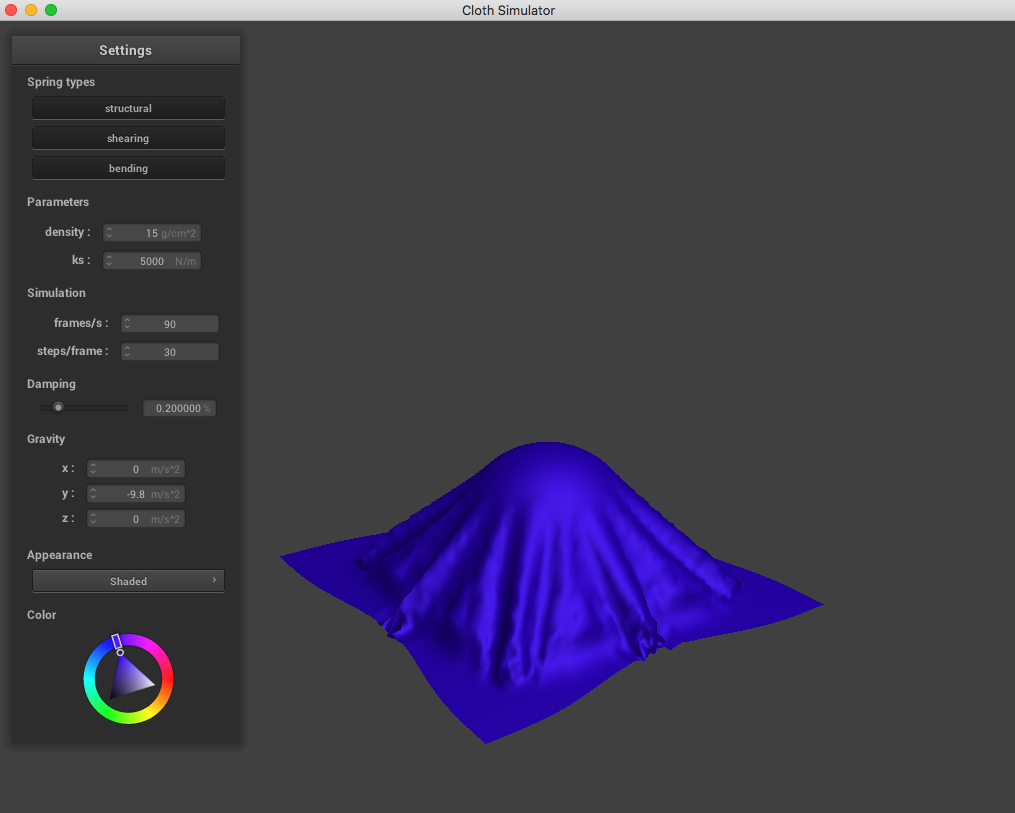 Cloth Simulator
Settings
Spring types
structural
shearing
bending
Parameters
density : 15 g/cm^2
ks : 5000 N/m
Simulation
frames/s : 90
steps/frame : 30
Damping
0.200000 %
Gravity
x : 0 m/s^2
y : -9.8 m/s^2
z : 0 m/s^2
Appearance
Shaded ›
Color